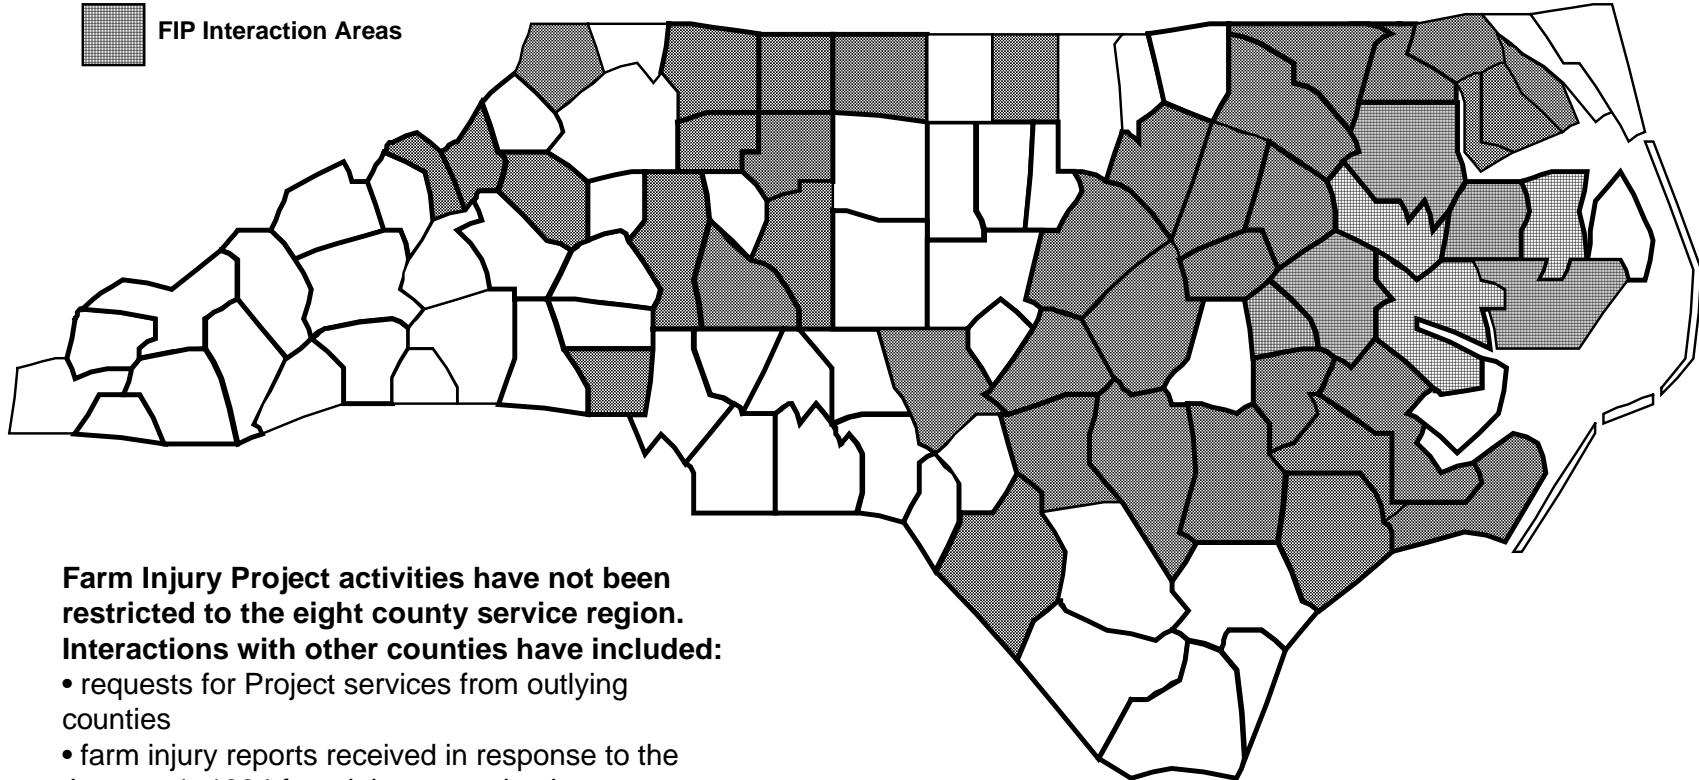 FIP Interaction Areas
Farm Injury Project activities have not been
restricted to the eight county service region.
Interactions with other counties have included:
• requests for Project services from outlying
counties
• farm injury reports received in response to the